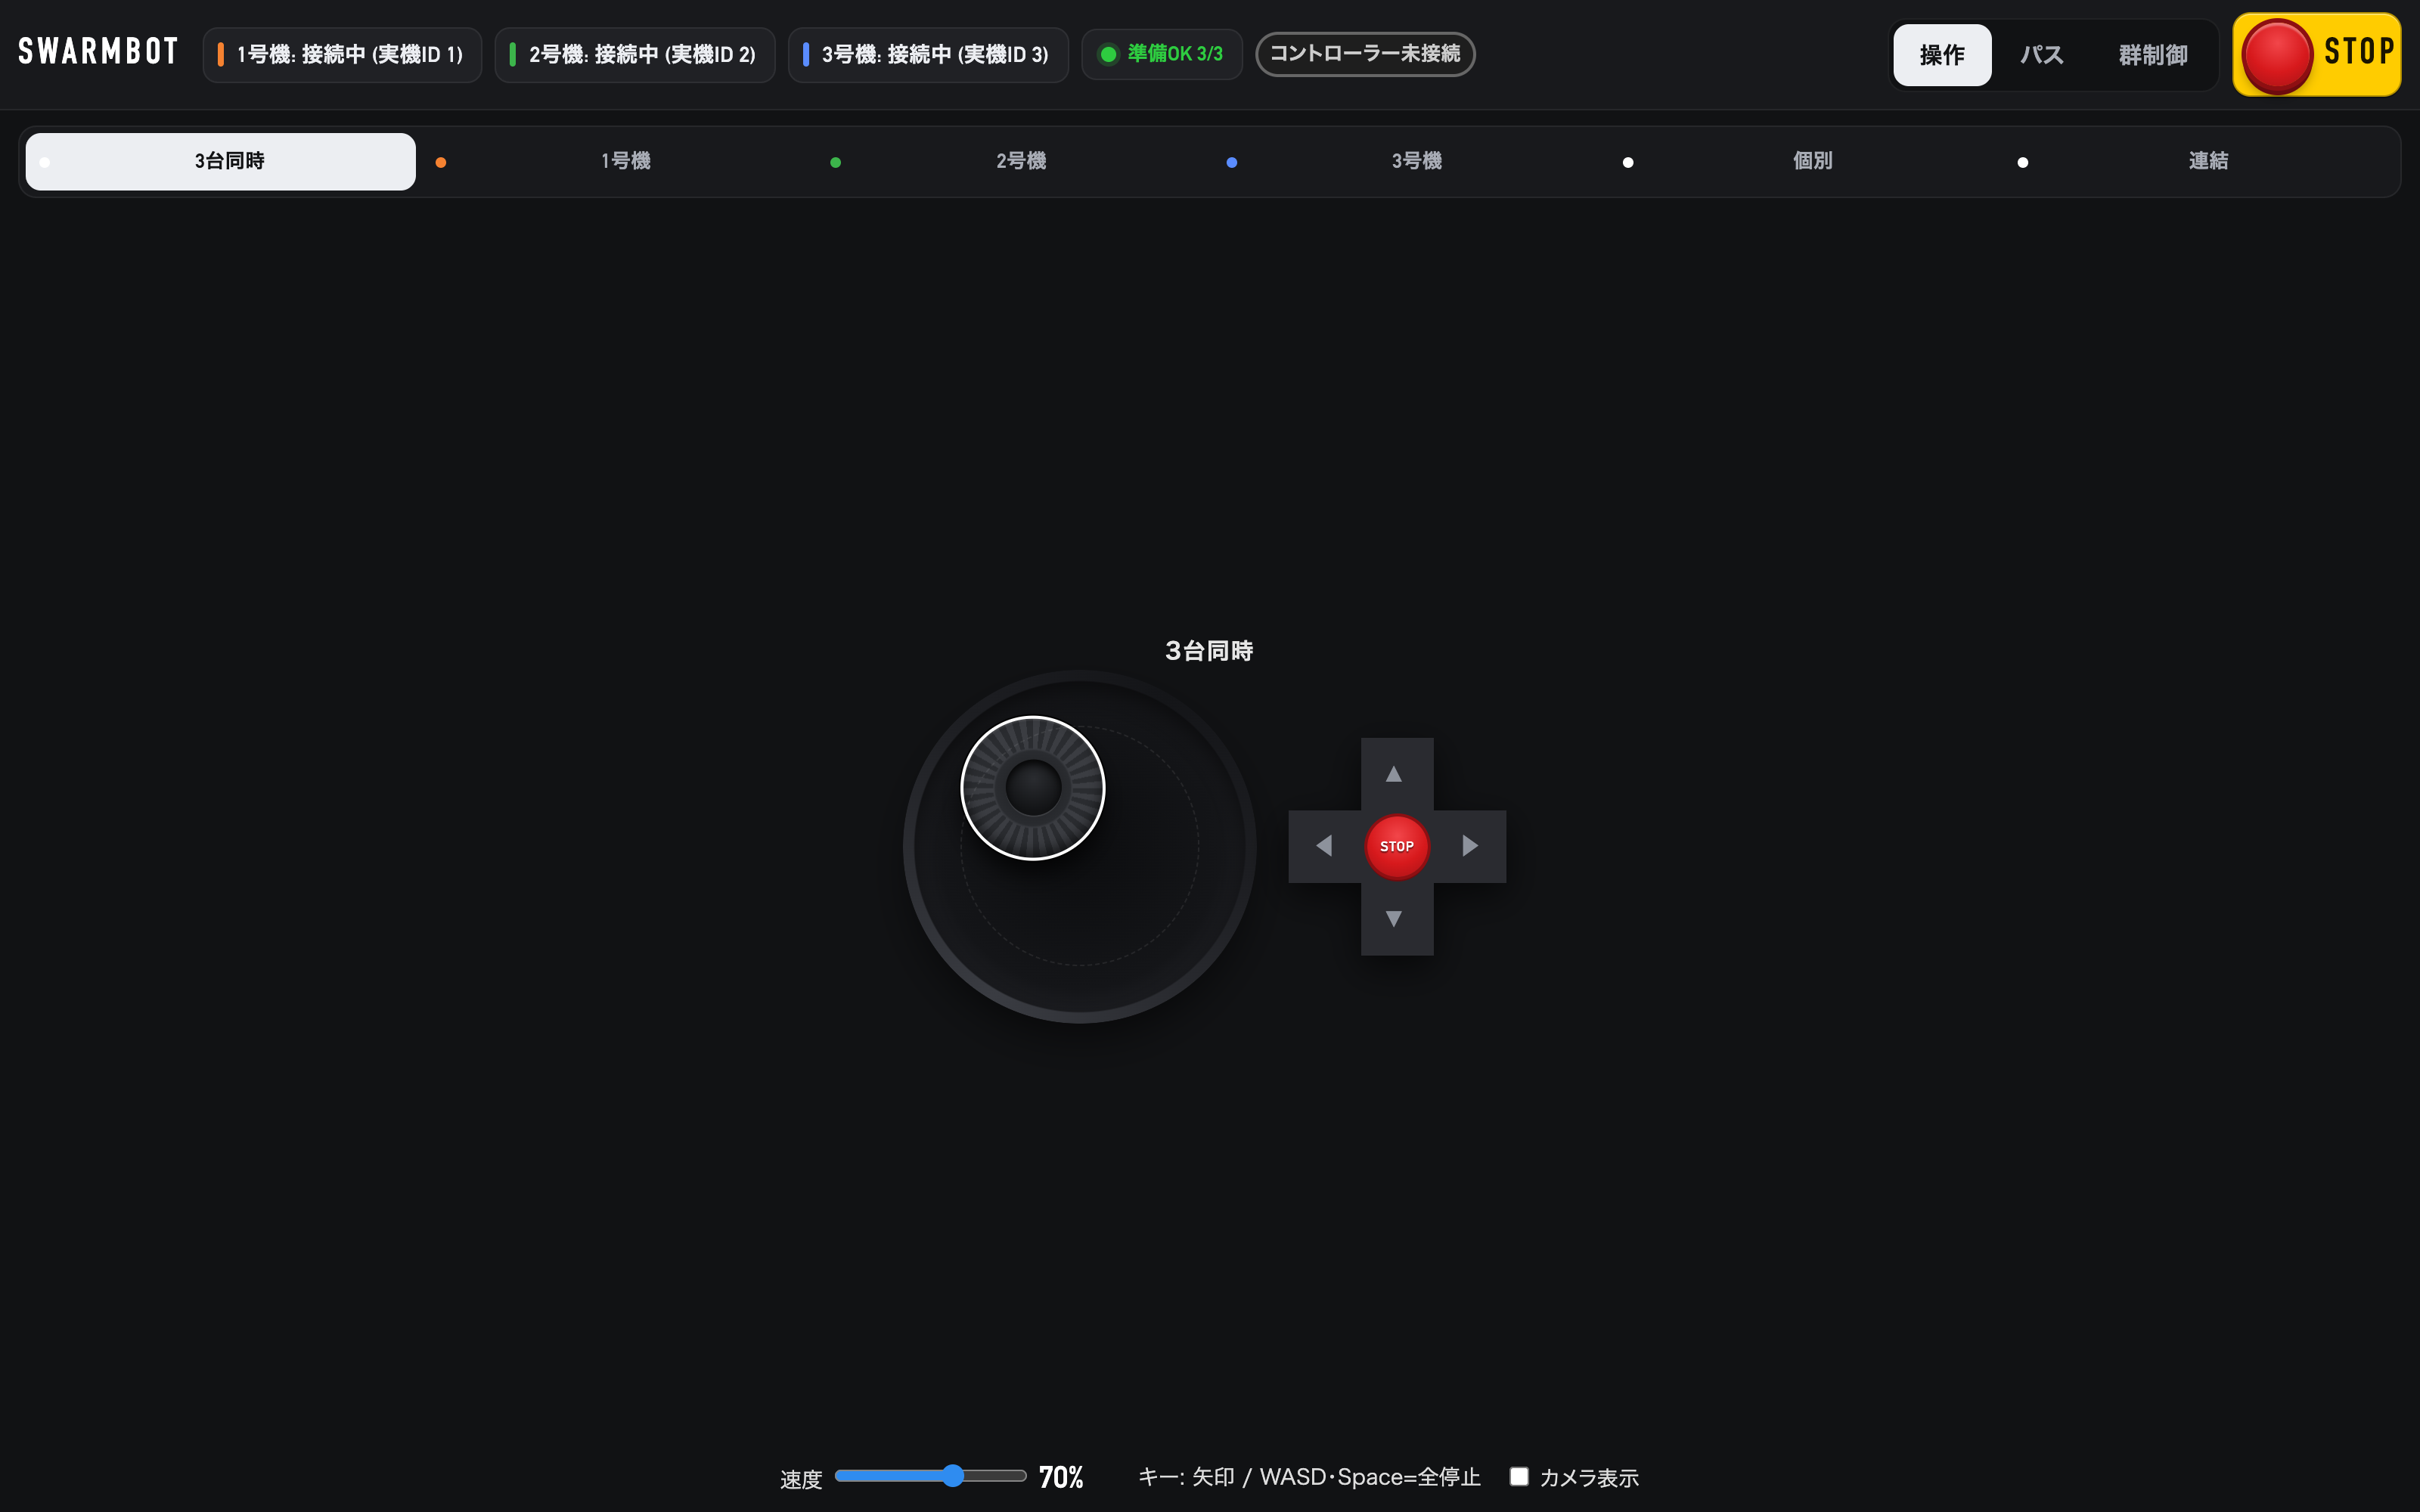 SWARMBOT
1号機: 接続中 (実機ID 1)
2号機: 接続中 (実機ID 2)
3号機: 接続中 (実機ID 3)
準備OK 3/3
コントローラー未接続
操作
パス
群制御
STOP
3台同時
1号機
2号機
3号機
個別
連結
3台同時
▲
◀
STOP
▶
▼
速度
70%
キー: 矢印 / WASD・Space=全停止
カメラ表示